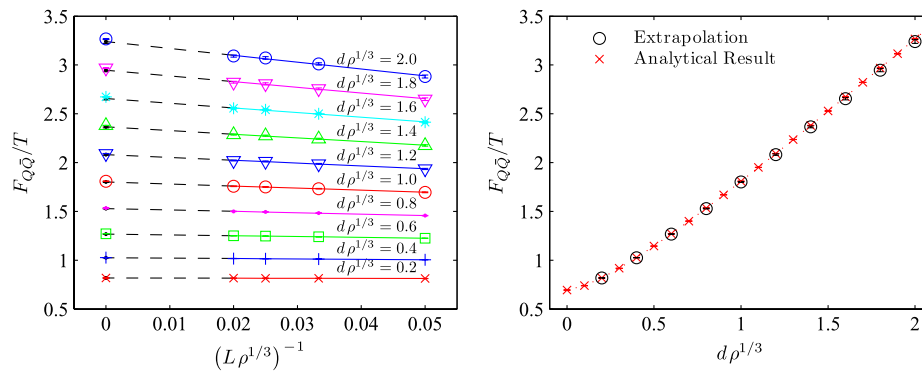 3.5
3
2.5
2
1.5
1
0.5
F_{Q\bar{Q}}/T
dρ^{1/3} = 2.0
dρ^{1/3} = 1.8
dρ^{1/3} = 1.6
dρ^{1/3} = 1.4
dρ^{1/3} = 1.2
dρ^{1/3} = 1.0
dρ^{1/3} = 0.8
dρ^{1/3} = 0.6
dρ^{1/3} = 0.4
dρ^{1/3} = 0.2
0 0.01 0.02 0.03 0.04 0.05
(Lρ^{1/3})^{-1}
3.5
3
2.5
2
1.5
1
0.5
F_{Q\bar{Q}}/T
Extrapolation
Analytical Result
0 0.5 1 1.5 2
dρ^{1/3}